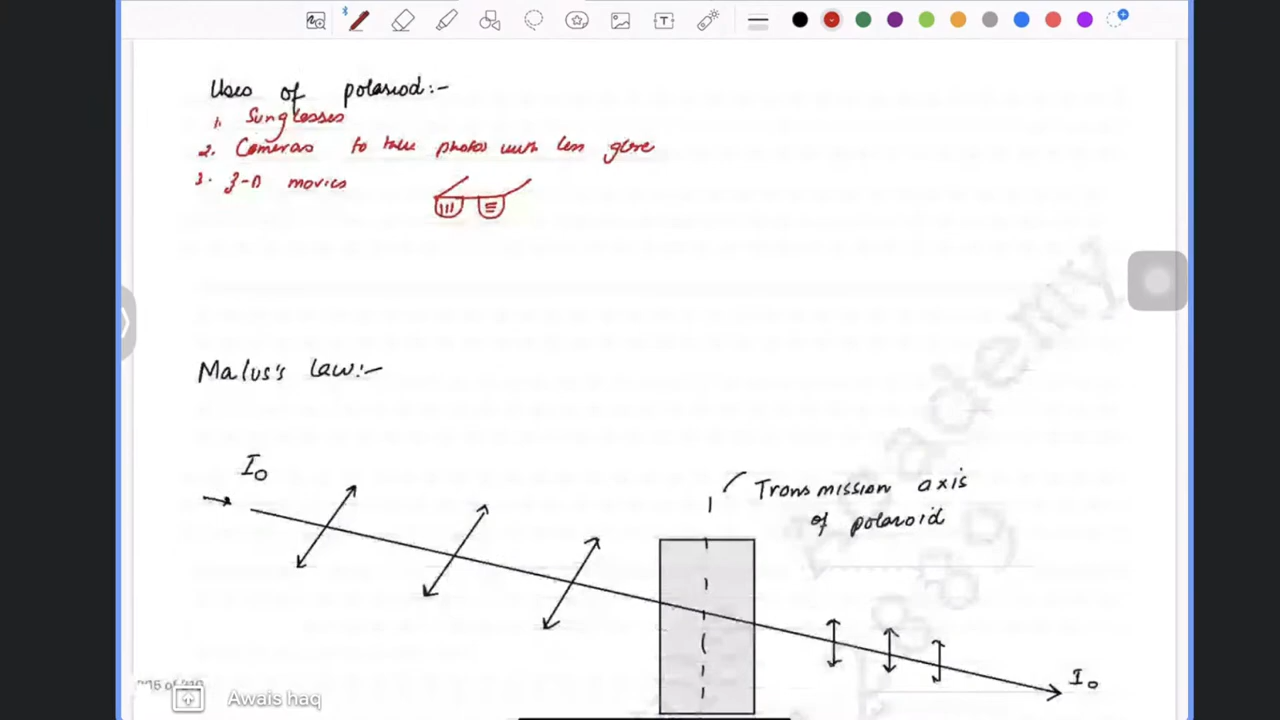 Uses of polariod:-
1. Sunglasses
2. Cameras to take photos with less glare
3. 3-D movies
Malus's law:-
I₀
Transmission axis
of polaroid
I₀
Awais haq